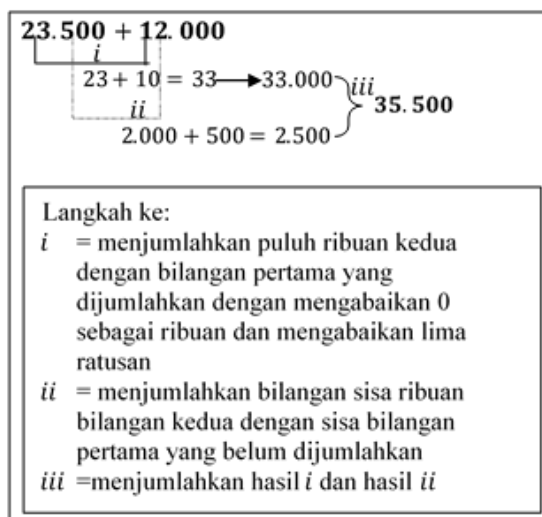 23.500 + 12.000
i
23 + 10 = 33 → 33.000
iii
35.500
ii
2.000 + 500 = 2.500
Langkah ke:
i = menjumlahkan puluh ribuan kedua
dengan bilangan pertama yang
dijumlahkan dengan mengabaikan 0
sebagai ribuan dan mengabaikan lima
ratusan
ii = menjumlahkan bilangan sisa ribuan
bilangan kedua dengan sisa bilangan
pertama yang belum dijumlahkan
iii =menjumlahkan hasil i dan hasil ii